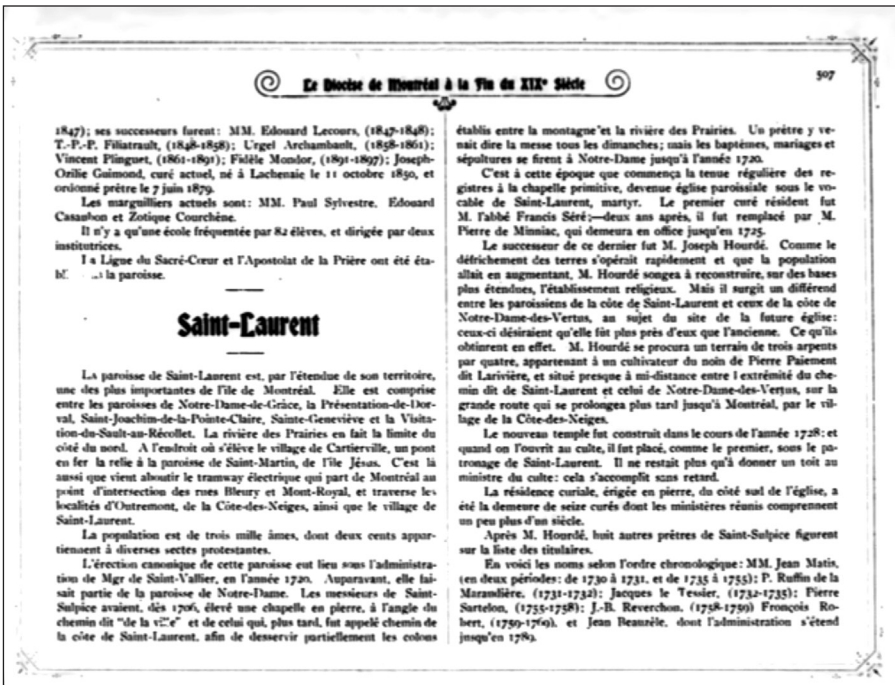 507
Le Diocèse de Montréal à la Fin du XIXe Siècle
1847); ses successeurs furent: MM. Edouard Lecours, (1847-1848);
T.-P.-P. Filiatrault, (1848-1858); Urgel Archambault, (1858-1861);
Vincent Plinguet, (1861-1891); Fidèle Mondor, (1891-1897); Joseph-
Ozilie Guimond, curé actuel, né à Lachenaie le 11 octobre 1850, et
ordonné prêtre le 7 juin 1879.
Les marguilliers actuels sont: MM. Paul Sylvestre, Edouard
Casaubon et Zotique Courchêne.
Il n'y a qu'une école fréquentée par 82 élèves, et dirigée par deux
institutrices.
La Ligue du Sacré-Cœur et l'Apostolat de la Prière ont été éta-
la paroisse.
Saint-Laurent
LA paroisse de Saint-Laurent est, par l'étendue de son territoire,
une des plus importantes de l'île de Montréal. Elle est comprise
entre les paroisses de Notre-Dame-de-Grâce, la Présentation-de-Dor-
val, Saint-Joachim-de-la-Pointe-Claire, Sainte-Geneviève et la Visita-
tion-du-Sault-au-Récollet. La rivière des Prairies en fait la limite du
côté du nord. A l'endroit où s'élève le village de Cartierville, un pont
en fer la relie à la paroisse de Saint-Martin, de l'île Jésus. C'est là
aussi que vient aboutir le tramway électrique qui part de Montréal au
point d'intersection des rues Bleury et Mont-Royal, et traverse les
localités d'Outremont, de la Côte-des-Neiges, ainsi que le village de
Saint-Laurent.
La population est de trois mille âmes, dont deux cents appar-
tiennent à diverses sectes protestantes.
L'érection canonique de cette paroisse eut lieu sous l'administra-
tion de Mgr de Saint-Vallier, en l'année 1720. Auparavant, elle fai-
sait partie de la paroisse de Notre-Dame. Les messieurs de Saint-
Sulpice avaient, dès 1706, élevé une chapelle en pierre, à l'angle du
chemin dit "de la ville" et de celui qui, plus tard, fut appelé chemin de
la côte de Saint-Laurent, afin de desservir partiellement les colons
établis entre la montagne et la rivière des Prairies. Un prêtre y ve-
nait dire la messe tous les dimanches; mais les baptêmes, mariages et
sépultures se firent à Notre-Dame jusqu'à l'année 1720.
C'est à cette époque que commença la tenue régulière des re-
gistres à la chapelle primitive, devenue église paroissiale sous le vo-
cable de Saint-Laurent, martyr. Le premier curé résident fut
M. l'abbé Francis Séré;—deux ans après, il fut remplacé par M.
Pierre de Minniac, qui demeura en office jusqu'en 1725.
Le successeur de ce dernier fut M. Joseph Hourdé. Comme le
défrichement des terres s'opérait rapidement et que la population
allait en augmentant, M. Hourdé songea à reconstruire, sur des bases
plus étendues, l'établissement religieux. Mais il surgit un différend
entre les paroissiens de la côte de Saint-Laurent et ceux de la côte de
Notre-Dame-des-Vertus, au sujet du site de la future église:
ceux-ci désiraient qu'elle fût plus près d'eux que l'ancienne. Ce qu'ils
obtinrent en effet. M. Hourdé se procura un terrain de trois arpents
par quatre, appartenant à un cultivateur du nom de Pierre Paiement
dit Larivière, et situé presque à mi-distance entre l'extrémité du che-
min dit de Saint-Laurent et celui de Notre-Dame-des-Vertus, sur la
grande route qui se prolongea plus tard jusqu'à Montréal, par le vil-
lage de la Côte-des-Neiges.
Le nouveau temple fut construit dans le cours de l'année 1728; et
quand on l'ouvrit au culte, il fut placé, comme le premier, sous le pa-
tronage de Saint-Laurent. Il ne restait plus qu'à donner un toit au
ministre du culte: cela s'accomplit sans retard.
La résidence curiale, érigée en pierre, du côté sud de l'église, a
été la demeure de seize curés dont les ministères réunis comprennent
un peu plus d'un siècle.
Après M. Hourdé, huit autres prêtres de Saint-Sulpice figurent
sur la liste des titulaires.
En voici les noms selon l'ordre chronologique: MM. Jean Matis,
(en deux périodes: de 1730 à 1731, et de 1735 à 1755); P. Ruffin de la
Marandière, (1731-1732); Jacques le Tessier, (1732-1735); Pierre
Sartelon, (1755-1758); J.-B. Reverchon, (1758-1759) François Ro-
bert, (1759-1769), et Jean Beauzèle, dont l'administration s'étend
jusqu'en 1789.